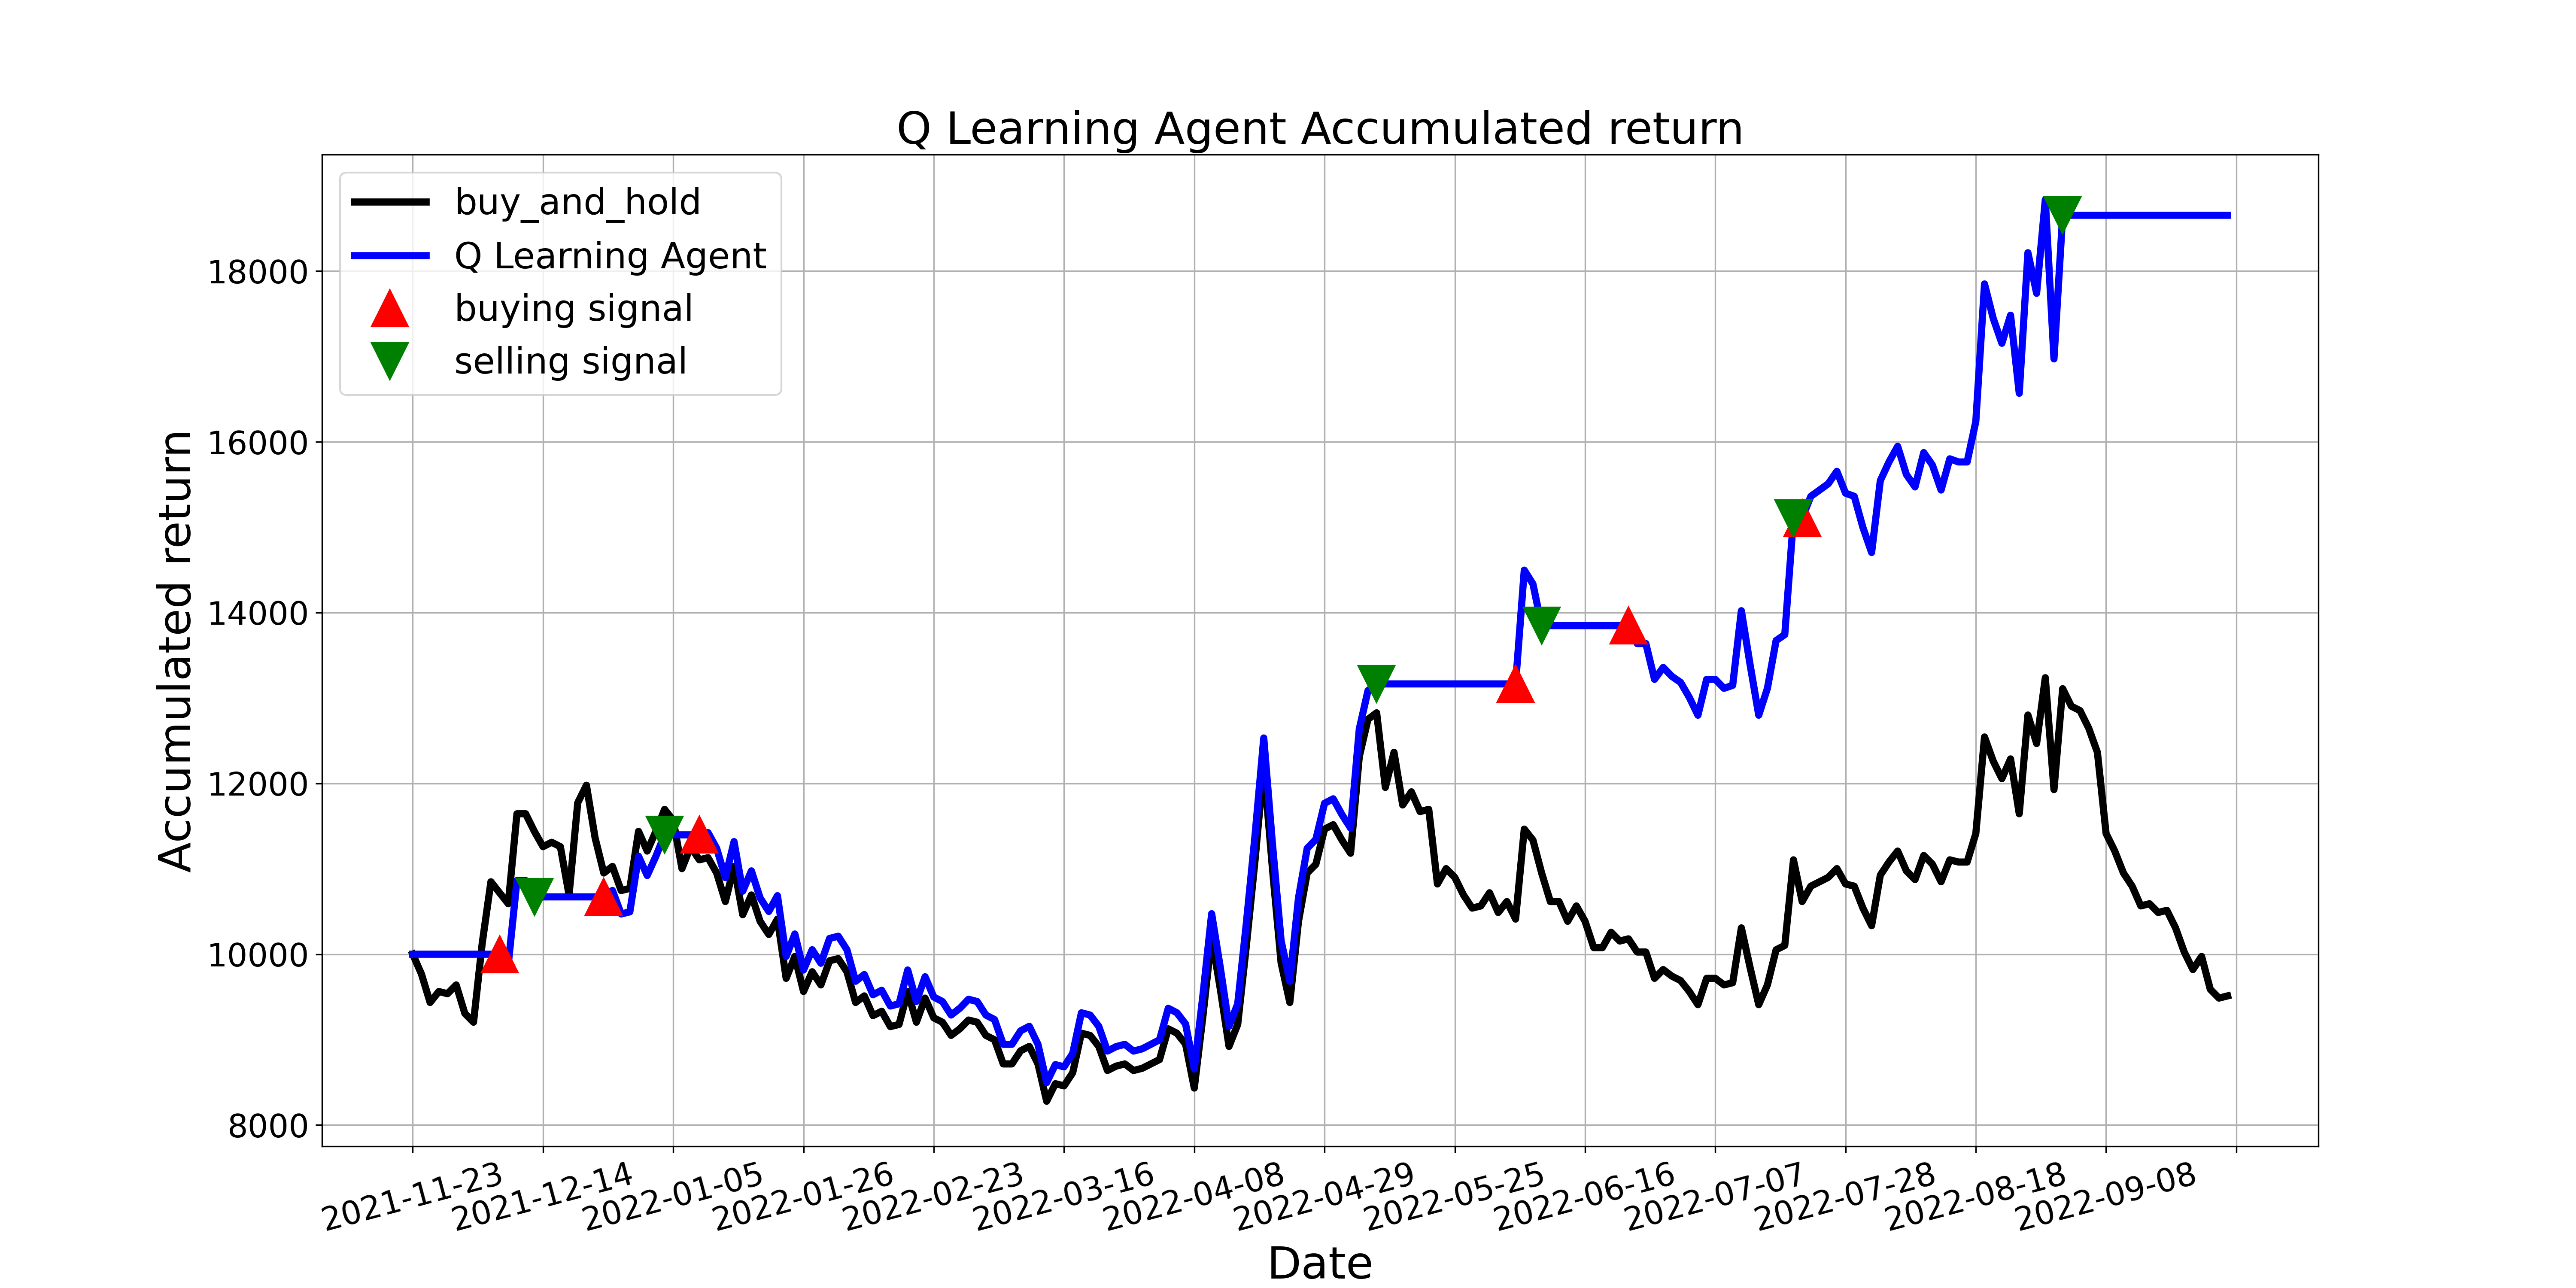 Q Learning Agent Accumulated return
buy_and_hold
Q Learning Agent
buying signal
selling signal
Accumulated return
18000
16000
14000
12000
10000
8000
2021-11-23
2021-12-14
2022-01-05
2022-01-26
2022-02-23
2022-03-16
2022-04-08
2022-04-29
2022-05-25
2022-06-16
2022-07-07
2022-07-28
2022-08-18
2022-09-08
Date